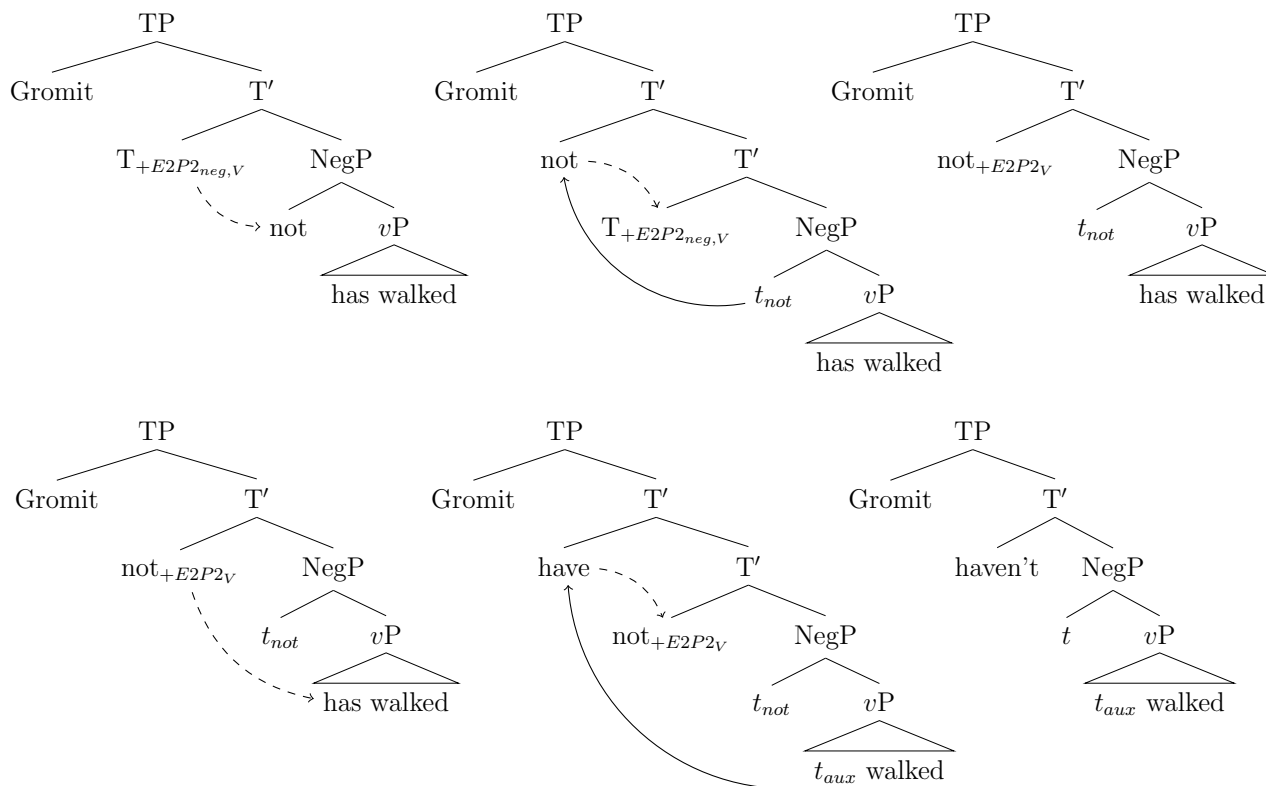 TP TP TP
Gromit T′ Gromit T′ Gromit T′
T+E2P2neg,V NegP not T′ not+E2P2V NegP
not vP T+E2P2neg,V NegP tnot vP
has walked tnot vP has walked
has walked
TP TP TP
Gromit T′ Gromit T′ Gromit T′
not+E2P2V NegP have T′ haven't NegP
tnot vP not+E2P2V NegP t vP
has walked tnot vP taux walked
taux walked